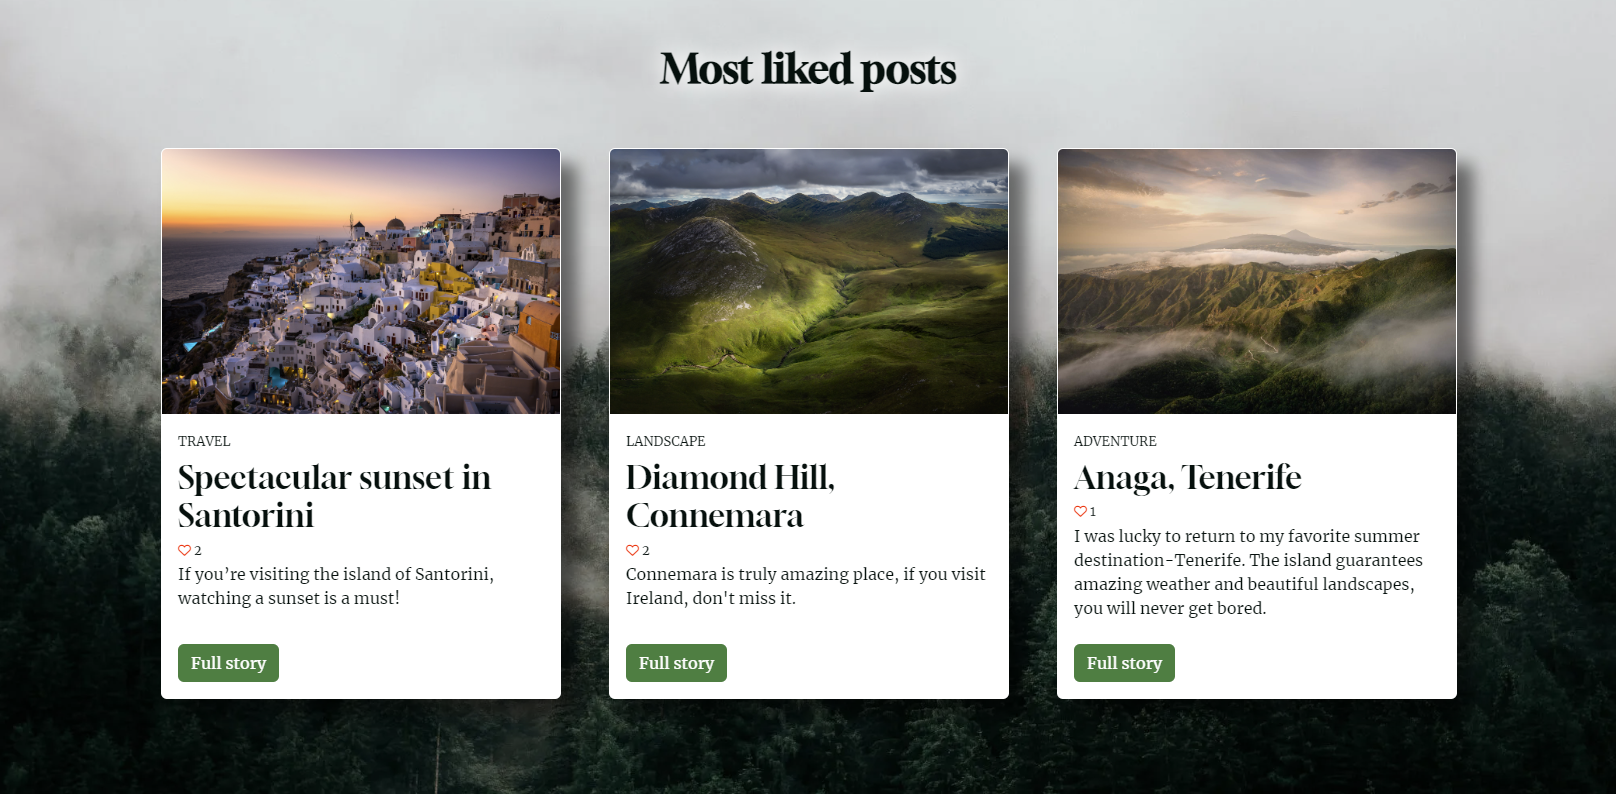 Most liked posts
TRAVEL
Spectacular sunset in
Santorini
2
If you’re visiting the island of Santorini,
watching a sunset is a must!
Full story
LANDSCAPE
Diamond Hill,
Connemara
2
Connemara is truly amazing place, if you visit
Ireland, don't miss it.
Full story
ADVENTURE
Anaga, Tenerife
1
I was lucky to return to my favorite summer
destination-Tenerife. The island guarantees
amazing weather and beautiful landscapes,
you will never get bored.
Full story